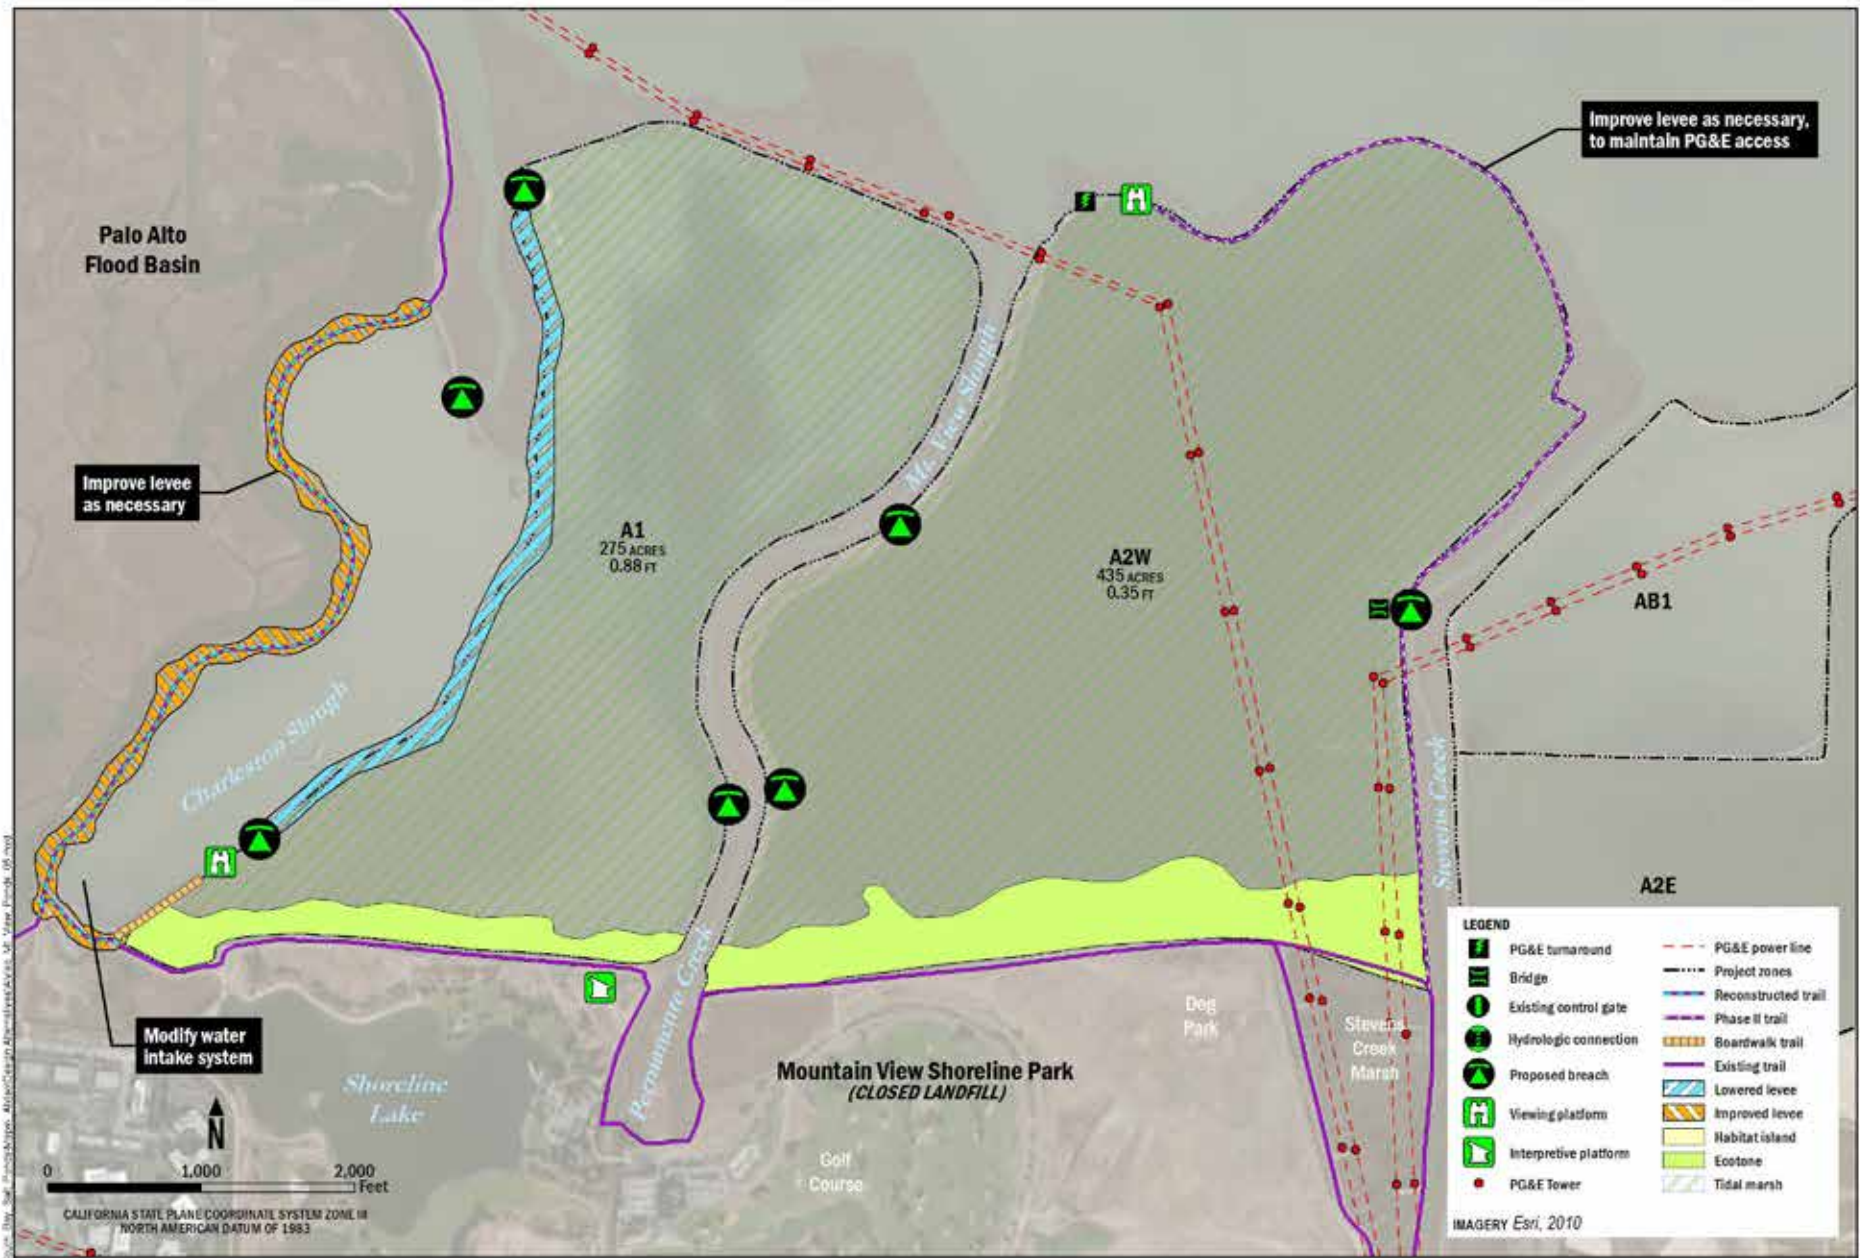 Improve levee as necessary,
to maintain PG&E access
Palo Alto
Flood Basin
Mt. View Slough
Improve levee
as necessary
A1
275 ACRES
0.88 FT
A2W
435 ACRES
0.35 FT
AB1
Charleston Slough
Stevens Creek
A2E
Permanente Creek
Modify water
intake system
Shoreline
Lake
Mountain View Shoreline Park
(CLOSED LANDFILL)
Dog
Park
Stevens
Creek
Marsh
Golf
Course
N
0 1,000 2,000
Feet
CALIFORNIA STATE PLANE COORDINATE SYSTEM ZONE III
NORTH AMERICAN DATUM OF 1983
LEGEND
PG&E turnaround
Bridge
Existing control gate
Hydrologic connection
Proposed breach
Viewing platform
Interpretive platform
PG&E Tower
PG&E power line
Project zones
Reconstructed trail
Phase II trail
Boardwalk trail
Existing trail
Lowered levee
Improved levee
Habitat island
Ecotone
Tidal marsh
IMAGERY Esri, 2010